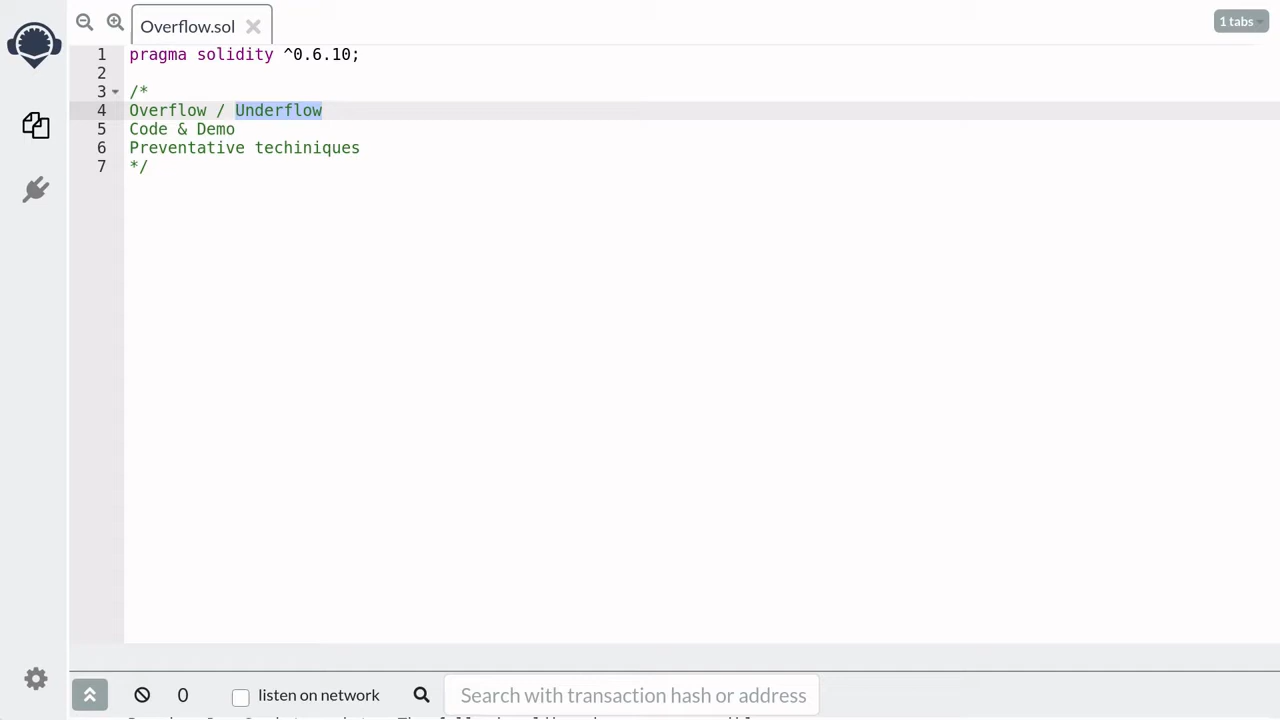 Overflow.sol
1 tabs
1 pragma solidity ^0.6.10;
2
3 /*
4 Overflow / Underflow
5 Code & Demo
6 Preventative techiniques
7 */
0
listen on network
Search with transaction hash or address